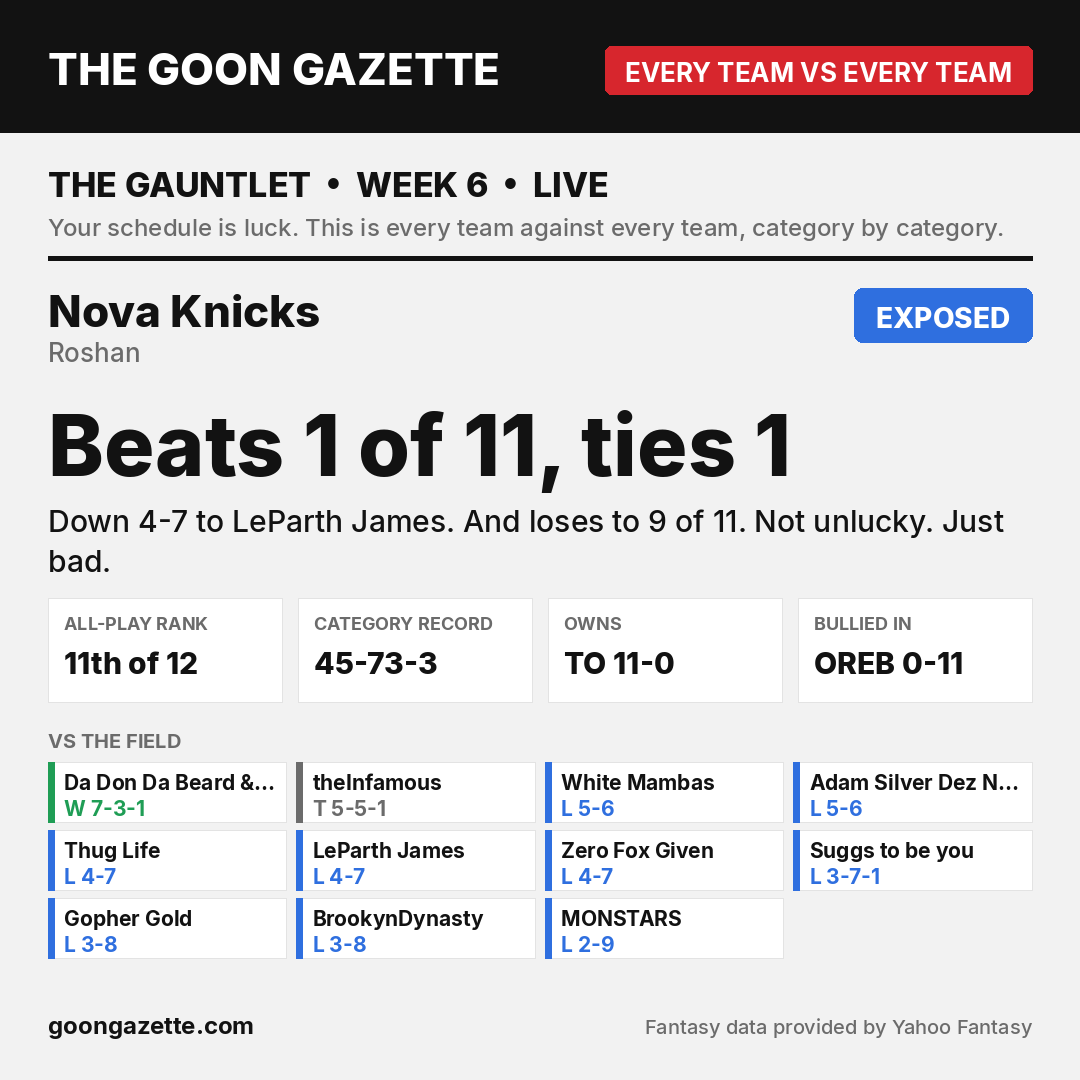 THE GOON GAZETTE
EVERY TEAM VS EVERY TEAM
THE GAUNTLET • WEEK 6 • LIVE
Your schedule is luck. This is every team against every team, category by category.
Nova Knicks
EXPOSED
Roshan
Beats 1 of 11, ties 1
Down 4-7 to LeParth James. And loses to 9 of 11. Not unlucky. Just
bad.
ALL-PLAY RANK
11th of 12
CATEGORY RECORD
45-73-3
OWNS
TO 11-0
BULLIED IN
OREB 0-11
VS THE FIELD
Da Don Da Beard &...
W 7-3-1
theInfamous
T 5-5-1
White Mambas
L 5-6
Adam Silver Dez N...
L 5-6
Thug Life
L 4-7
LeParth James
L 4-7
Zero Fox Given
L 4-7
Suggs to be you
L 3-7-1
Gopher Gold
L 3-8
BrookynDynasty
L 3-8
MONSTARS
L 2-9
goongazette.com
Fantasy data provided by Yahoo Fantasy